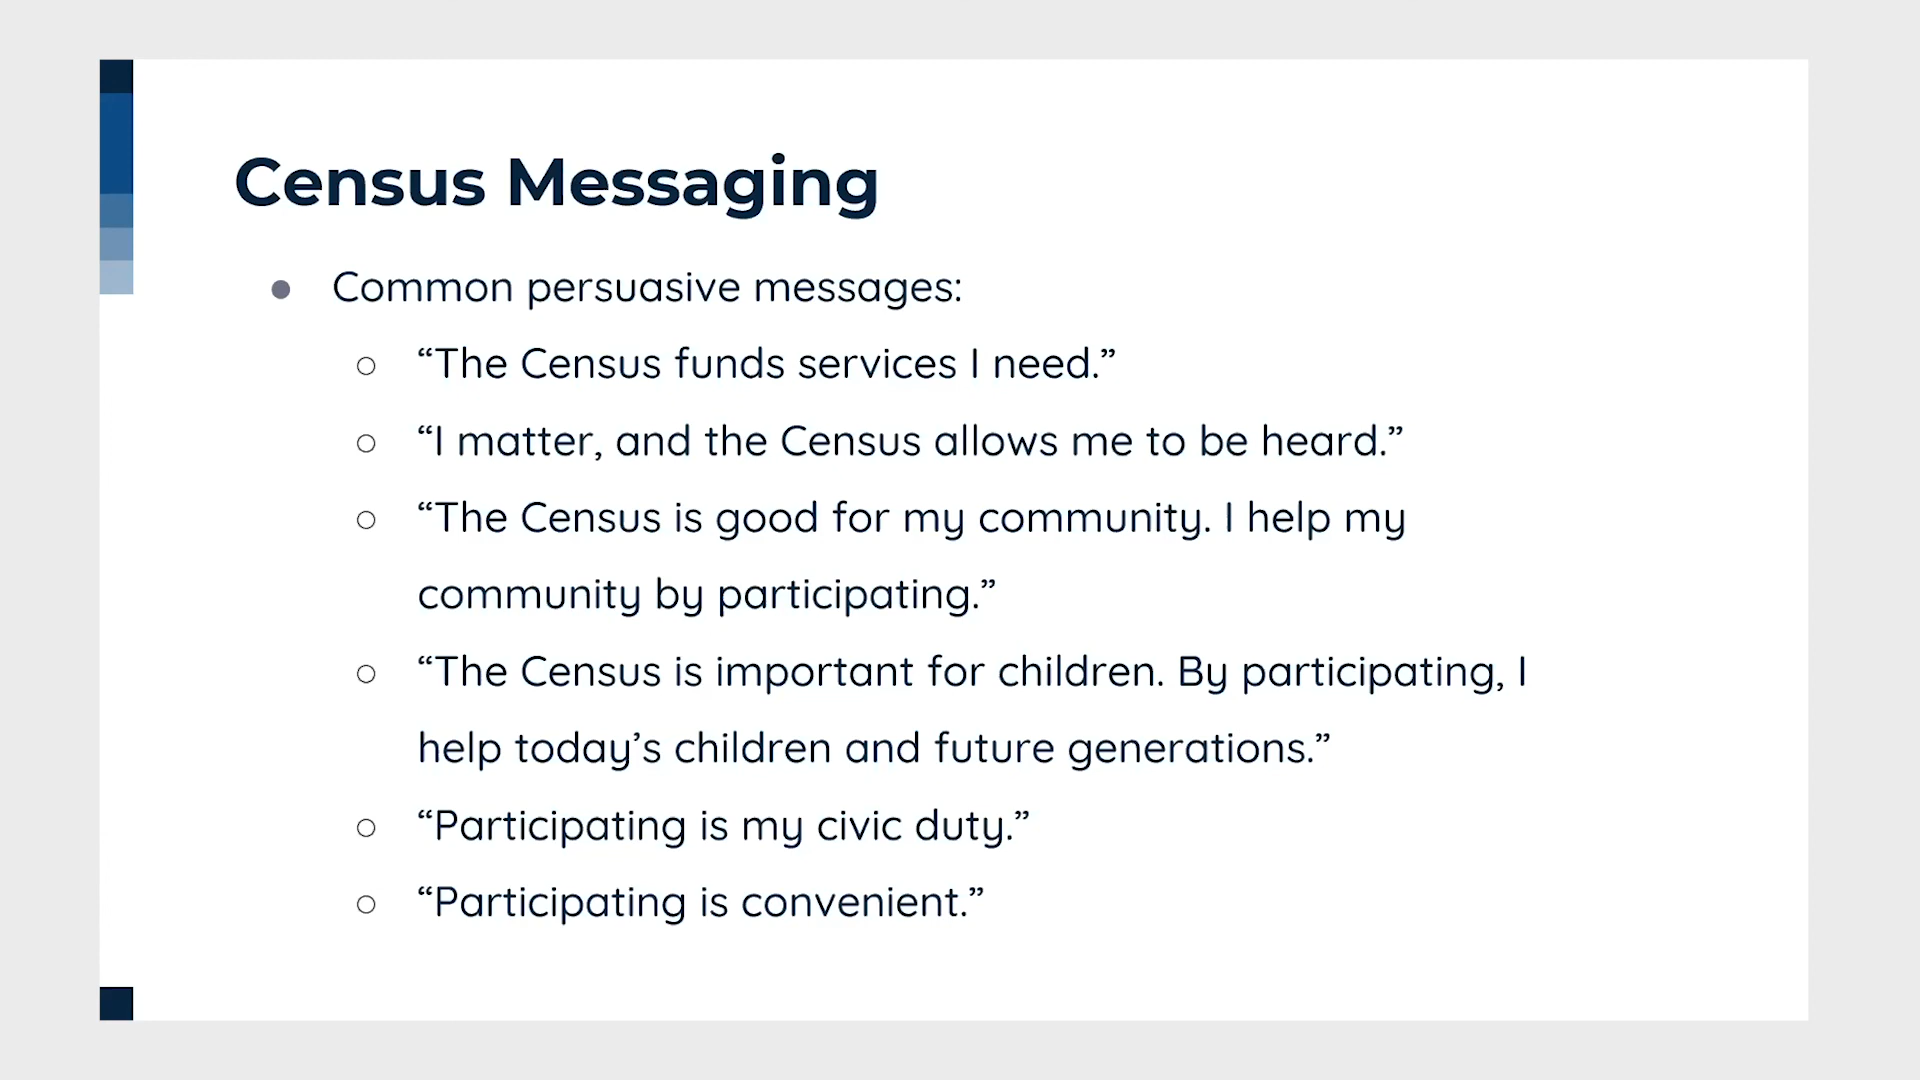 Census Messaging
● Common persuasive messages:
○ “The Census funds services I need.”
○ “I matter, and the Census allows me to be heard.”
○ “The Census is good for my community. I help my
community by participating.”
○ “The Census is important for children. By participating, I
help today’s children and future generations.”
○ “Participating is my civic duty.”
○ “Participating is convenient.”